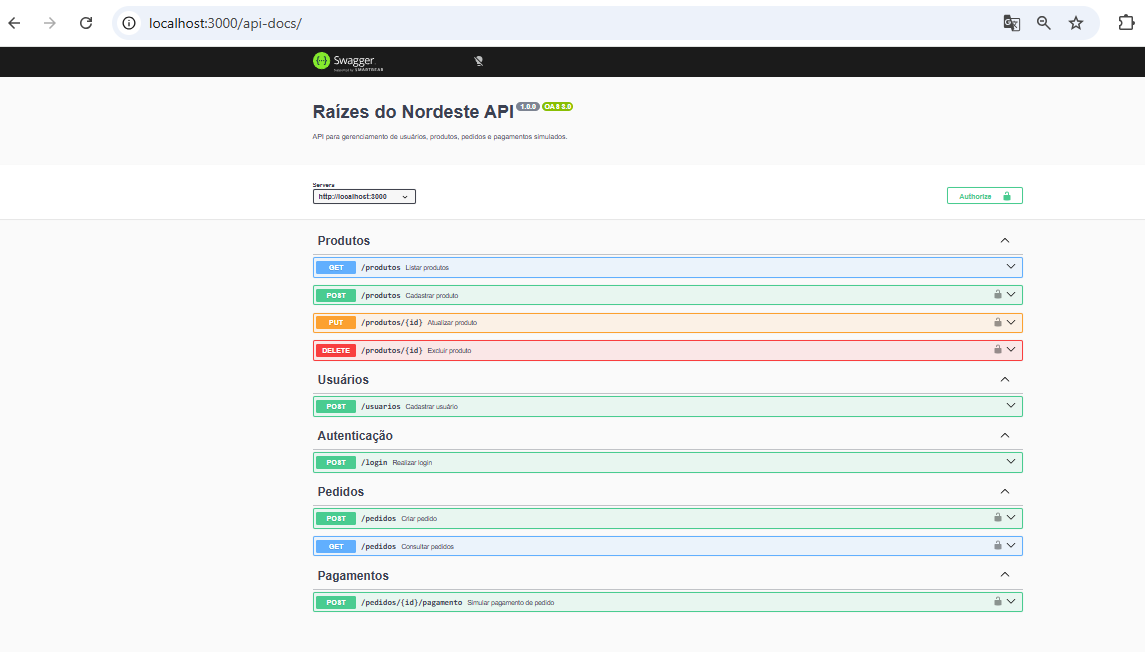 localhost:3000/api-docs/
Swagger
Supported by SMARTBEAR
Raízes do Nordeste API 1.0.0 OAS 3.0
API para gerenciamento de usuários, produtos, pedidos e pagamentos simulados.
Servers
http://localhost:3000
Authorize
Produtos
GET /produtos Listar produtos
POST /produtos Cadastrar produto
PUT /produtos/{id} Atualizar produto
DELETE /produtos/{id} Excluir produto
Usuários
POST /usuarios Cadastrar usuário
Autenticação
POST /login Realizar login
Pedidos
POST /pedidos Criar pedido
GET /pedidos Consultar pedidos
Pagamentos
POST /pedidos/{id}/pagamento Simular pagamento de pedido